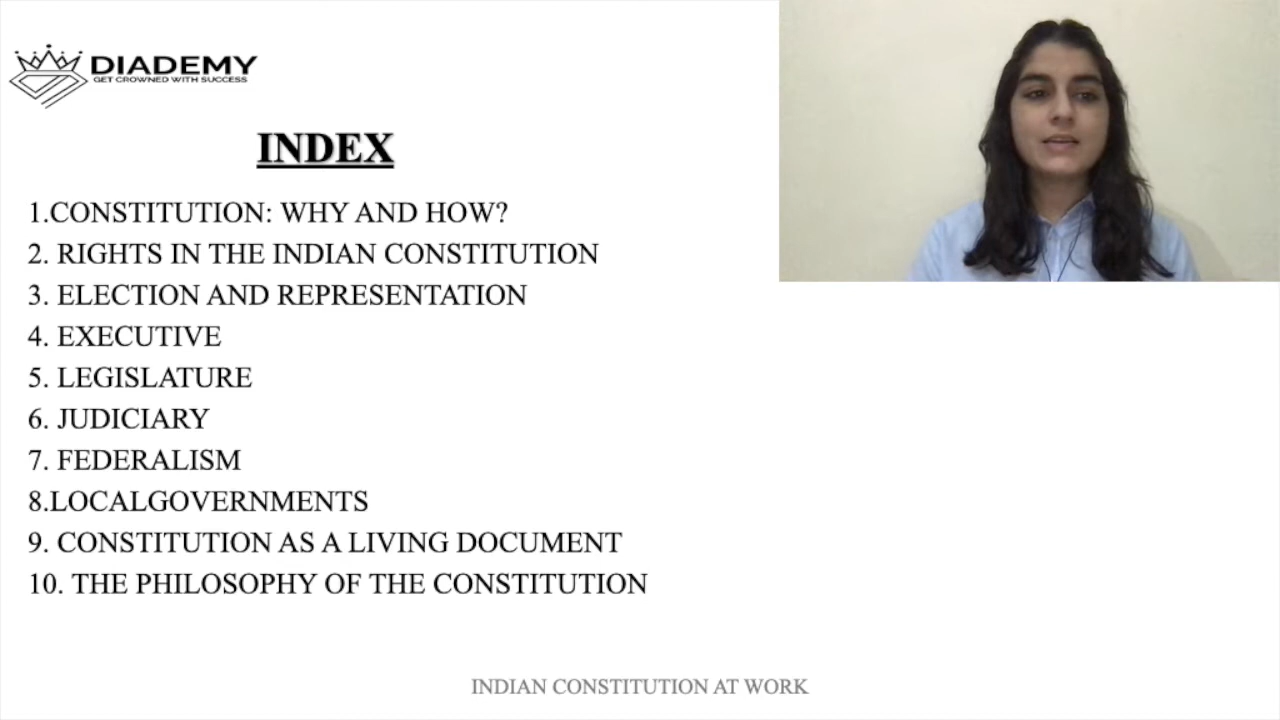 DIADEMY
GET CROWNED WITH SUCCESS
INDEX
1.CONSTITUTION: WHY AND HOW?
2. RIGHTS IN THE INDIAN CONSTITUTION
3. ELECTION AND REPRESENTATION
4. EXECUTIVE
5. LEGISLATURE
6. JUDICIARY
7. FEDERALISM
8.LOCALGOVERNMENTS
9. CONSTITUTION AS A LIVING DOCUMENT
10. THE PHILOSOPHY OF THE CONSTITUTION
INDIAN CONSTITUTION AT WORK